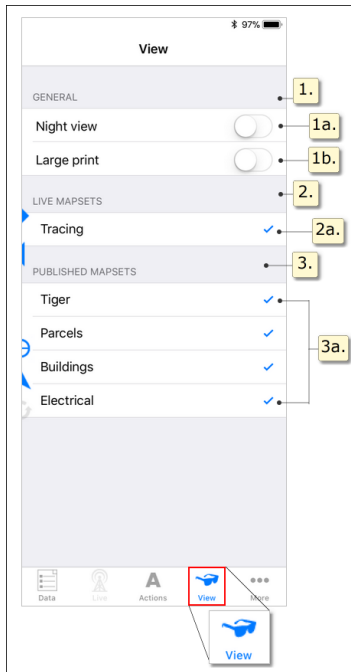 97%
View
GENERAL
1.
Night view
1a.
Large print
1b.
LIVE MAPSETS
2.
Tracing
2a.
PUBLISHED MAPSETS
3.
Tiger
Parcels
3a.
Buildings
Electrical
Data
Live
A
Actions
View
More
View